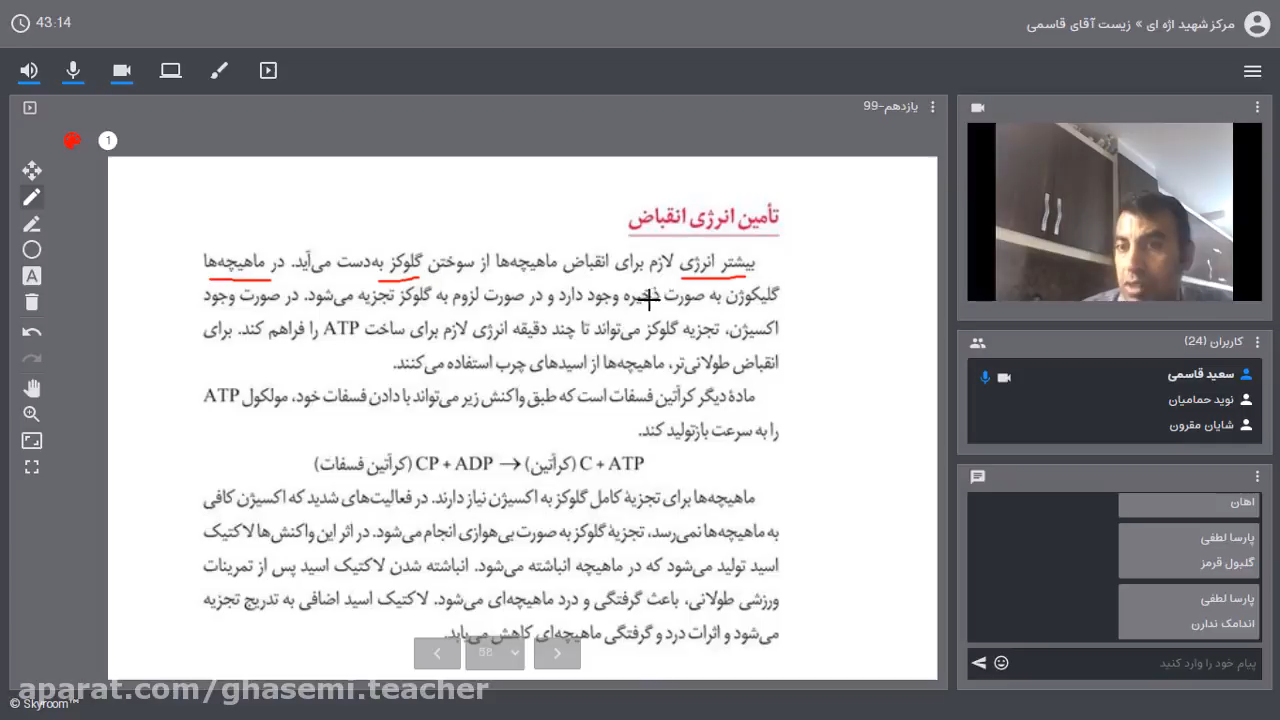 43:14
مرکز شهید اژه ای » زیست آقای قاسمی
یازدهم-99
1
تأمین انرژی انقباض
بیشتر انرژی لازم برای انقباض ماهیچه‌ها از سوختن گلوکز به‌دست می‌آید. در ماهیچه‌ها
گلیکوژن به صورت ذخیره وجود دارد و در صورت لزوم به گلوکز تجزیه می‌شود. در صورت وجود
اکسیژن، تجزیه گلوکز می‌تواند تا چند دقیقه انرژی لازم برای ساخت ATP را فراهم کند. برای
انقباض طولانی‌تر، ماهیچه‌ها از اسیدهای چرب استفاده می‌کنند.
مادهٔ دیگر کرآتین فسفات است که طبق واکنش زیر می‌تواند با دادن فسفات خود، مولکول ATP
را به سرعت بازتولید کند.
(کرآتین فسفات) CP + ADP → (کرآتین) C + ATP
ماهیچه‌ها برای تجزیهٔ کامل گلوکز به اکسیژن نیاز دارند. در فعالیت‌های شدید که اکسیژن کافی
به ماهیچه‌ها نمی‌رسد، تجزیهٔ گلوکز به صورت بی‌هوازی انجام می‌شود. در اثر این واکنش‌ها لاکتیک
اسید تولید می‌شود که در ماهیچه انباشته می‌شود. انباشته شدن لاکتیک اسید پس از تمرینات
ورزشی طولانی، باعث گرفتگی و درد ماهیچه‌ای می‌شود. لاکتیک اسید اضافی به تدریج تجزیه
می‌شود و اثرات درد و گرفتگی ماهیچه‌ای کاهش می‌یابد.
58
کاربران (24)
سعید قاسمی
نوید حمامیان
شایان مقرون
اهان
پارسا لطفی
گلبول قرمز
پارسا لطفی
اندامک ندارن
پیام خود را وارد کنید
aparat.com/ghasemi.teacher
© Skyroom™